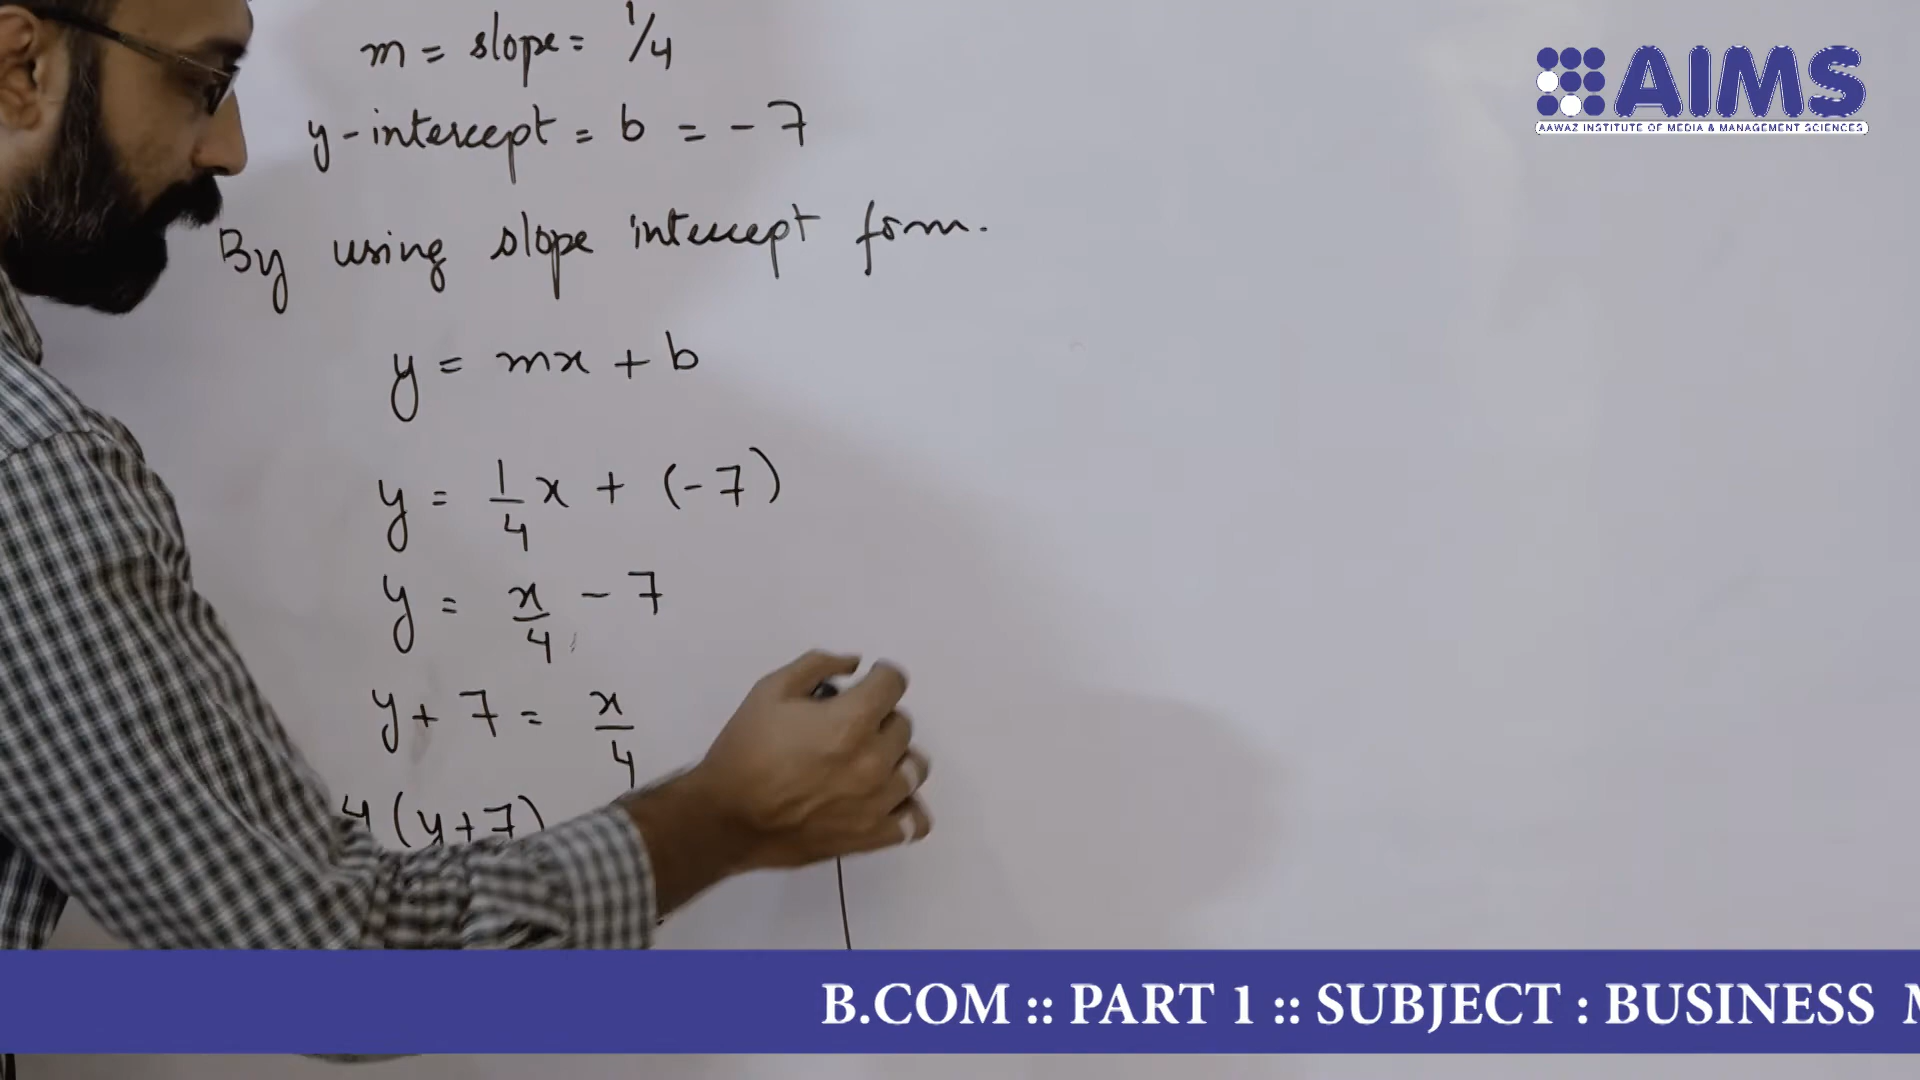 m = slope = 1/4
AIMS
AAWAZ INSTITUTE OF MEDIA & MANAGEMENT SCIENCES
y-intercept = b = -7
By using slope intercept form.
y = mx + b
y = 1/4 x + (-7)
y = x/4 - 7
y + 7 = x/4
4(y+7)
B.COM :: PART 1 :: SUBJECT : BUSINESS